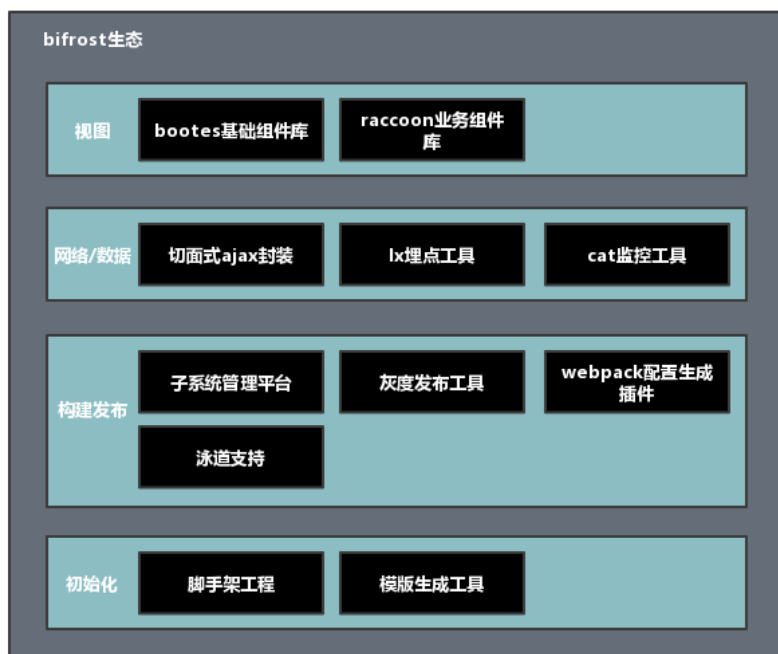 bifrost生态
视图
bootes基础组件库
raccoon业务组件
库
网络/数据
切面式ajax封装
lx埋点工具
cat监控工具
构建发布
子系统管理平台
灰度发布工具
webpack配置生成
插件
泳道支持
初始化
脚手架工程
模版生成工具